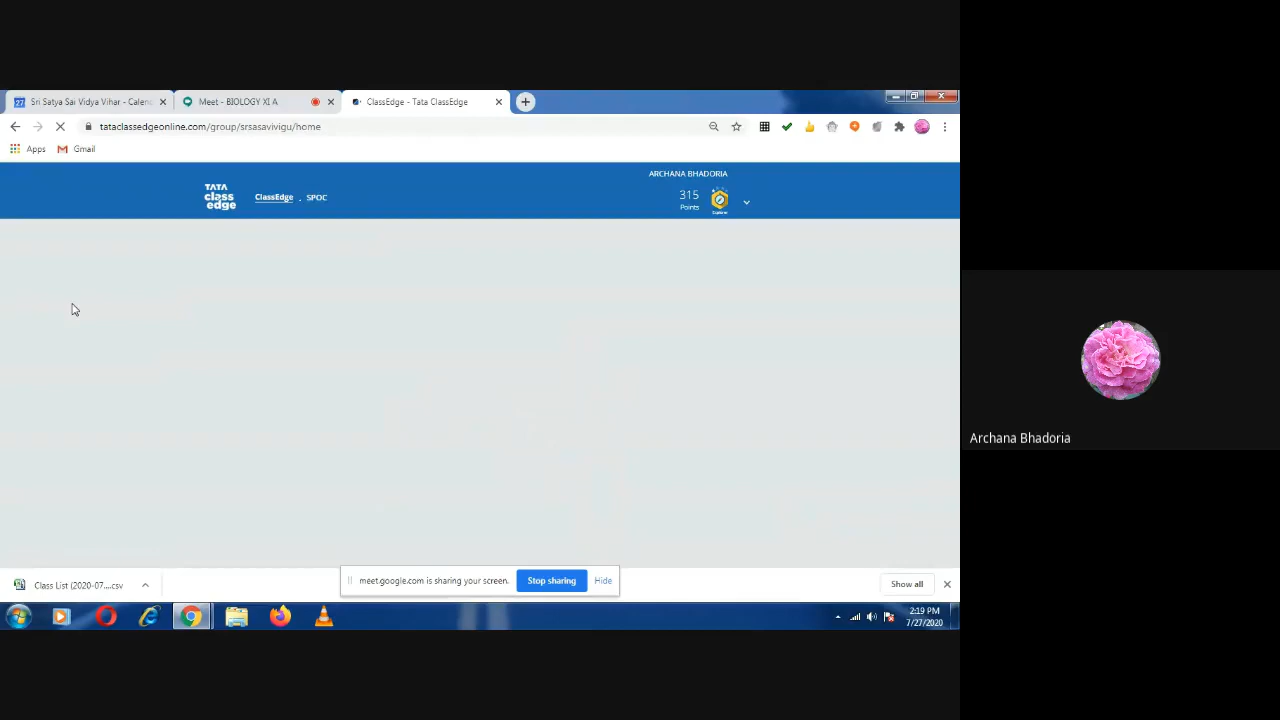 Sri Satya Sai Vidya Vihar - Calend
Meet - BIOLOGY XI A
ClassEdge - Tata ClassEdge
tataclassedgeonline.com/group/srsasavivigu/home
Apps
Gmail
ARCHANA BHADORIA
TATA
class
edge
ClassEdge . SPOC
315
Points
Explorer
Archana Bhadoria
meet.google.com is sharing your screen.
Stop sharing
Hide
Class List (2020-07....csv
Show all
2:19 PM
7/27/2020